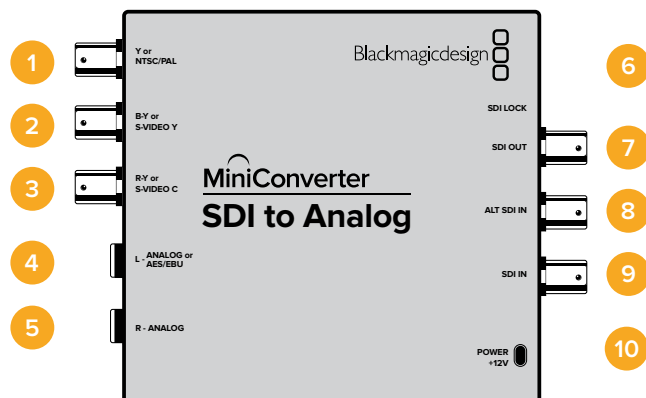 Blackmagicdesign
MiniConverter
SDI to Analog
1
Y or
NTSC/PAL
2
B-Y or
S-VIDEO Y
3
R-Y or
S-VIDEO C
4
L - ANALOG or
AES/EBU
5
R - ANALOG
6
SDI LOCK
7
SDI OUT
8
ALT SDI IN
9
SDI IN
10
POWER
+12V